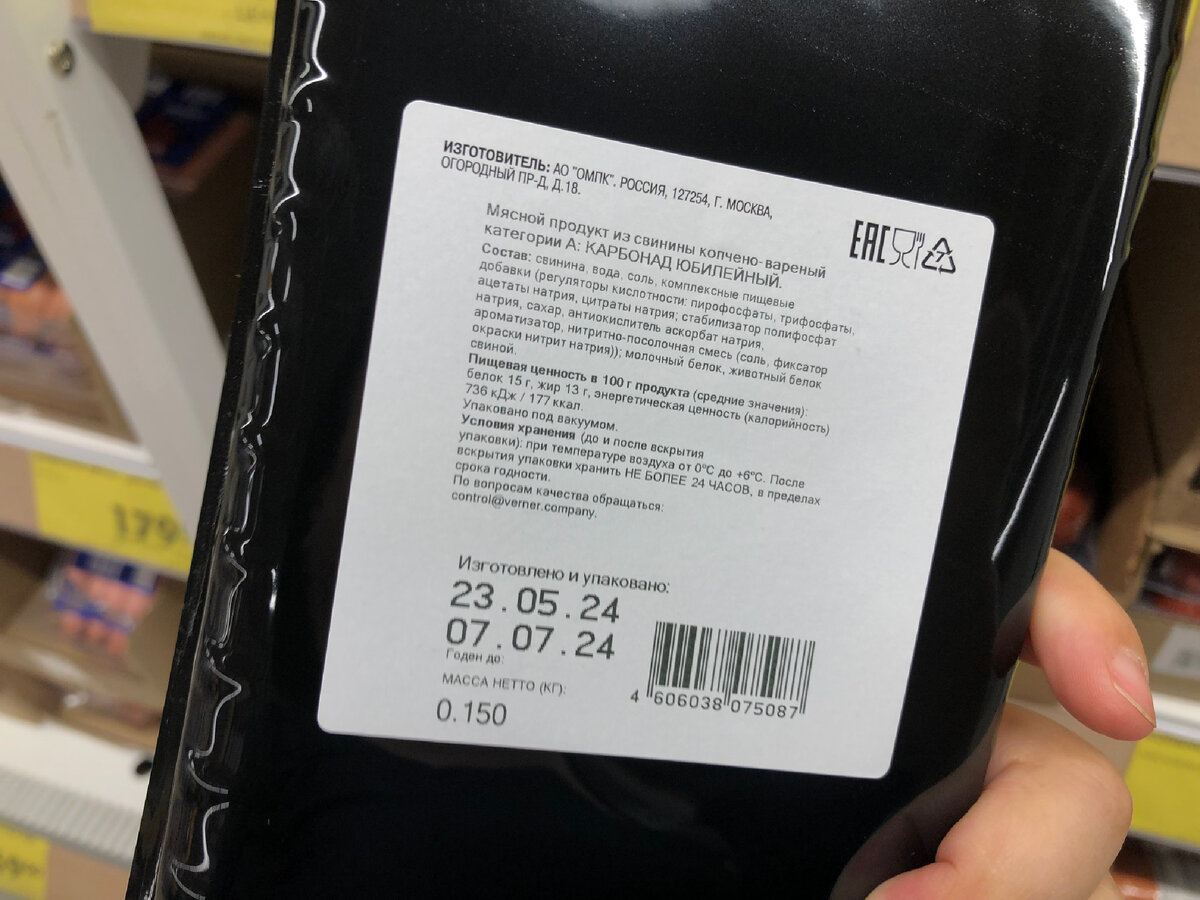 ИЗГОТОВИТЕЛЬ: АО "ОМПК". РОССИЯ, 127254, Г. МОСКВА,
ОГОРОДНЫЙ ПР-Д, Д.18.
EAC
7
Мясной продукт из свинины копчено-вареный
категории А: КАРБОНАД ЮБИЛЕЙНЫЙ.
Состав: свинина, вода, соль, комплексные пищевые
добавки (регуляторы кислотности: пирофосфаты, трифосфаты,
ацетаты натрия, цитраты натрия; стабилизатор полифосфат
натрия, сахар, антиокислитель аскорбат натрия,
ароматизатор, нитритно-посолочная смесь (соль, фиксатор
окраски нитрит натрия)); молочный белок, животный белок
свиной.
Пищевая ценность в 100 г продукта (средние значения):
белок 15 г, жир 13 г, энергетическая ценность (калорийность)
736 кДж / 177 ккал.
Упаковано под вакуумом.
Условия хранения (до и после вскрытия
упаковки): при температуре воздуха от 0°С до +6°С. После
вскрытия упаковки хранить НЕ БОЛЕЕ 24 ЧАСОВ, в пределах
срока годности.
По вопросам качества обращаться:
control@verner.company.
Изготовлено и упаковано:
23.05.24
07.07.24
Годен до:
МАССА НЕТТО (КГ):
0.150
4 606038 075087
179